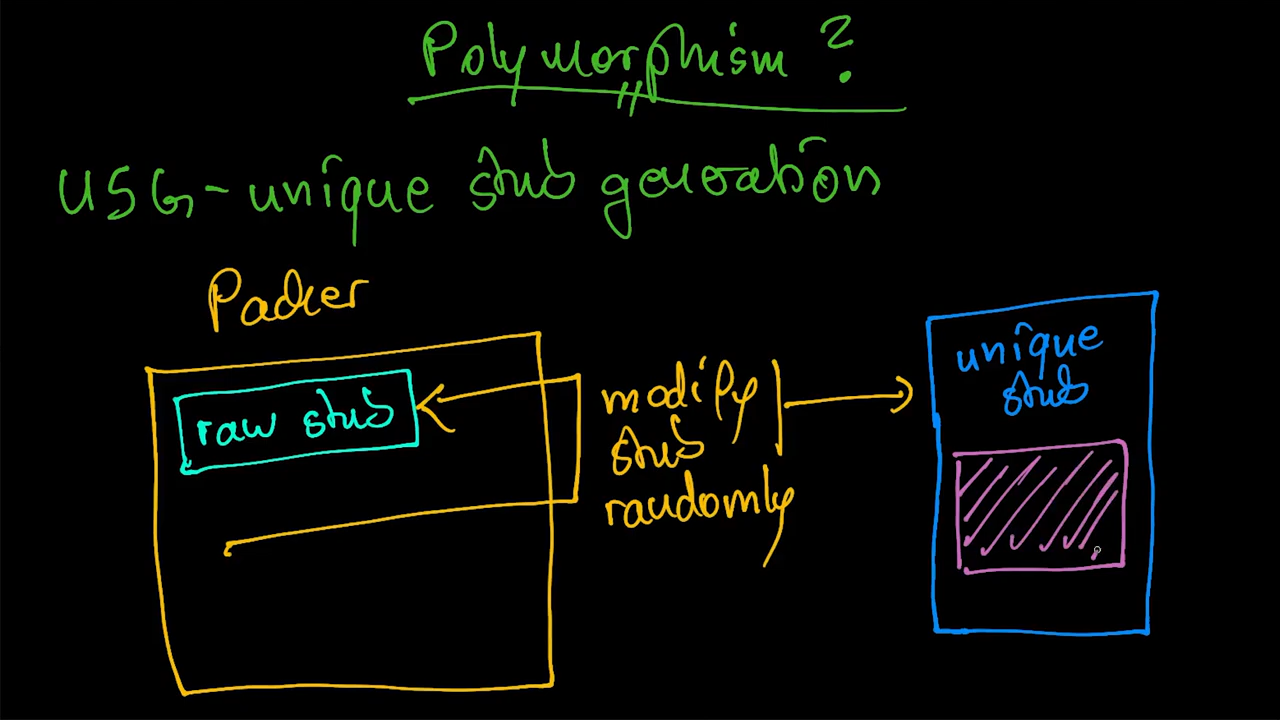 Polymorphism?
USG-unique stub generation
Packer
raw stub
modify
stub
randomly
unique
stub